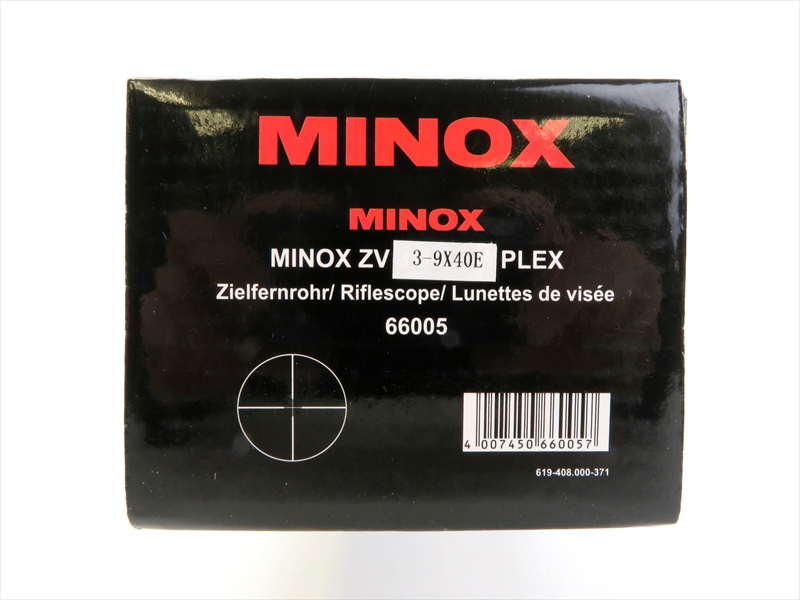 MINOX
MINOX
MINOX ZV 3-9X40E PLEX
Zielfernrohr/ Riflescope/ Lunettes de visée
66005
4 007450 660057
619-408.000-371